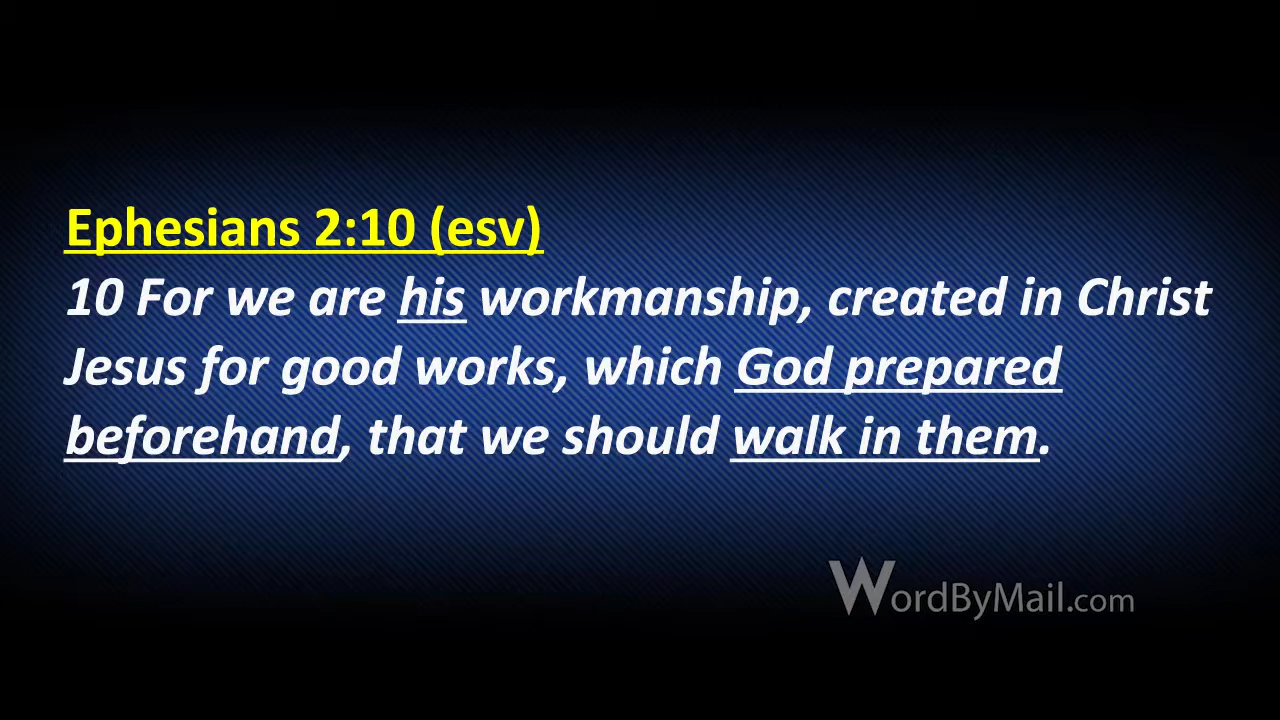 Ephesians 2:10 (esv)
10 For we are his workmanship, created in Christ
Jesus for good works, which God prepared
beforehand, that we should walk in them.
WordByMail.com